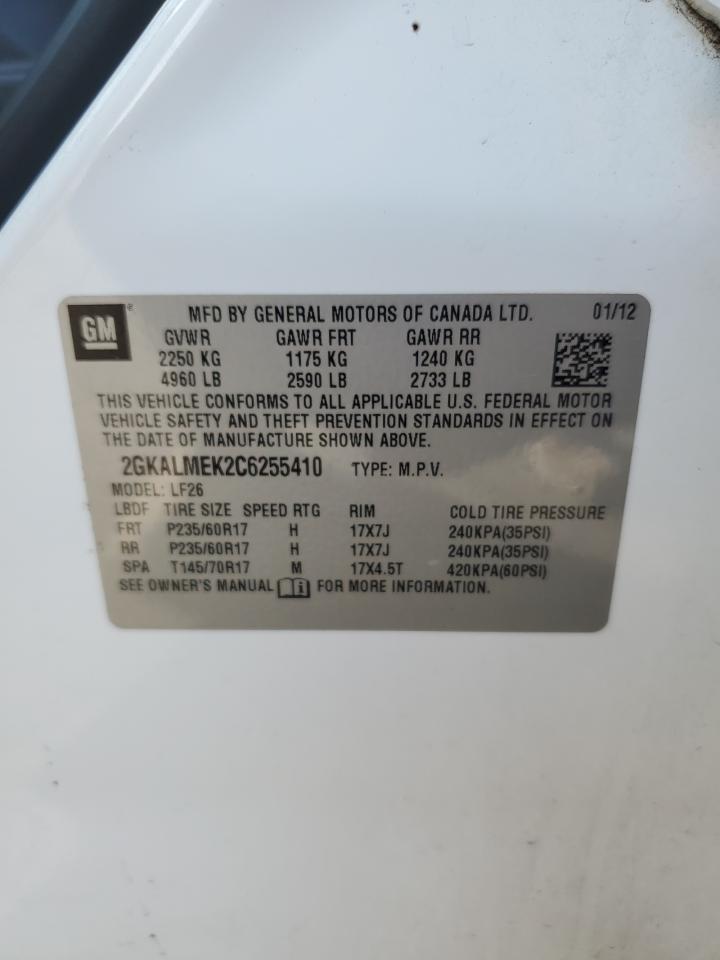 GM ® MFD BY GENERAL MOTORS OF CANADA LTD. 01/12
GVWR GAWR FRT GAWR RR
2250 KG 1175 KG 1240 KG
4960 LB 2590 LB 2733 LB
THIS VEHICLE CONFORMS TO ALL APPLICABLE U.S. FEDERAL MOTOR
VEHICLE SAFETY AND THEFT PREVENTION STANDARDS IN EFFECT ON
THE DATE OF MANUFACTURE SHOWN ABOVE.
2GKALMEK2C6255410 TYPE: M.P.V.
MODEL: LF26
LBDF TIRE SIZE SPEED RTG RIM COLD TIRE PRESSURE
FRT P235/60R17 H 17X7J 240KPA(35PSI)
RR P235/60R17 H 17X7J 240KPA(35PSI)
SPA T145/70R17 M 17X4.5T 420KPA(60PSI)
SEE OWNER'S MANUAL i FOR MORE INFORMATION.